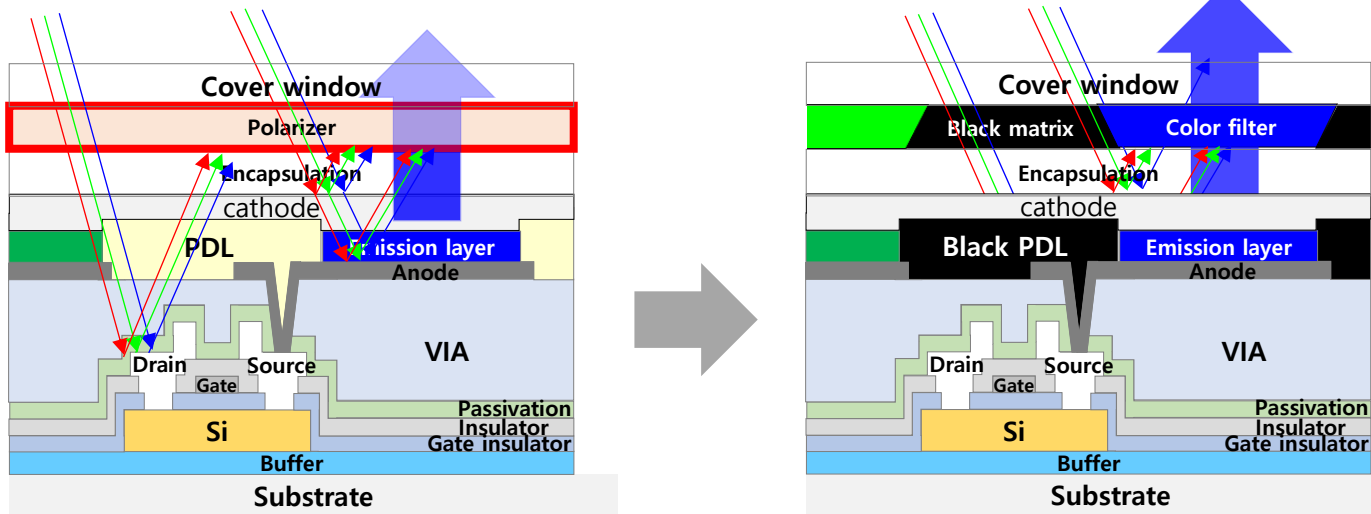 Cover window
Polarizer
Encapsulation
cathode
PDL
Emission layer
Anode
VIA
Drain
Source
Gate
Passivation
Insulator
Si
Gate insulator
Buffer
Substrate
Cover window
Black matrix
Color filter
Encapsulation
cathode
Black PDL
Emission layer
Anode
VIA
Drain
Source
Gate
Passivation
Insulator
Si
Gate insulator
Buffer
Substrate